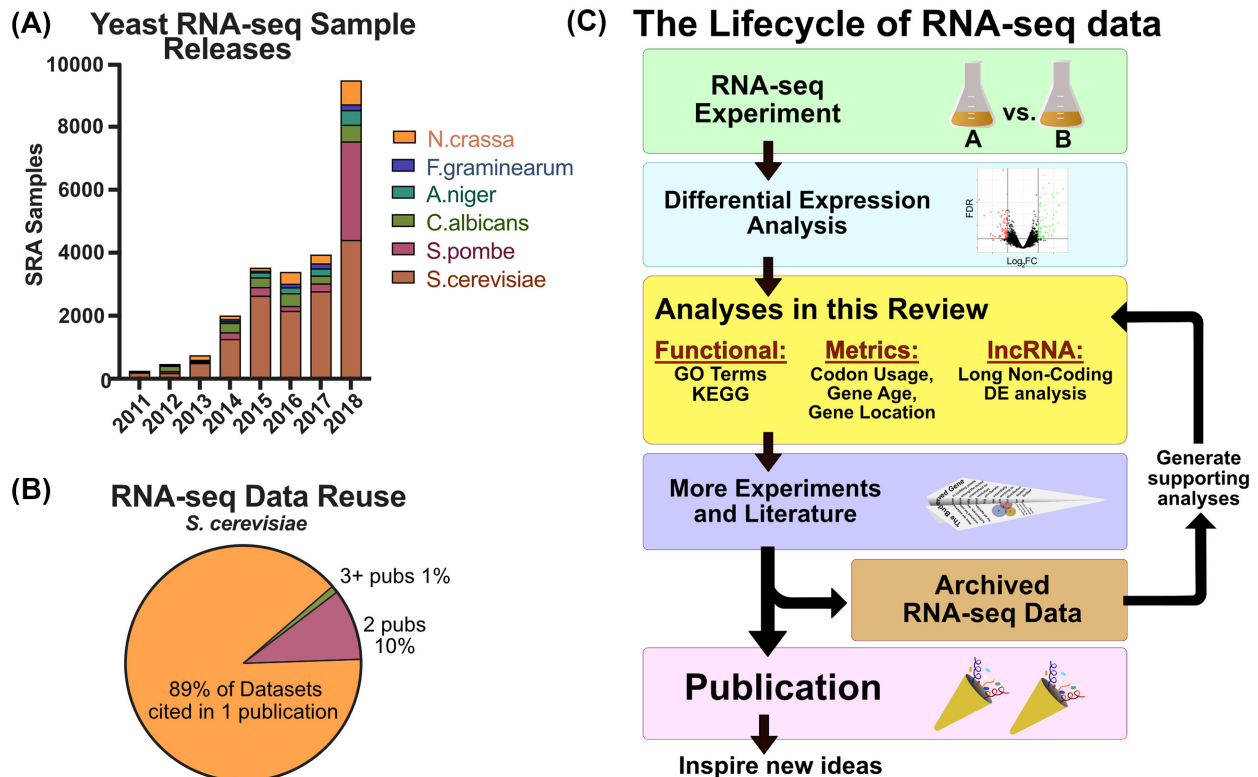 (A)
Yeast RNA-seq Sample
Releases
SRA Samples
10000
8000
6000
4000
2000
0
2011
2012
2013
2014
2015
2016
2017
2018
N.crassa
F.graminearum
A.niger
C.albicans
S.pombe
S.cerevisiae
(B)
RNA-seq Data Reuse
S. cerevisiae
3+ pubs 1%
2 pubs
10%
89% of Datasets
cited in 1 publication
(C)
The Lifecycle of RNA-seq data
RNA-seq
Experiment
vs.
A
B
Differential Expression
Analysis
FDR
Log2FC
Analyses in this Review
Functional:
GO Terms
KEGG
Metrics:
Codon Usage,
Gene Age,
Gene Location
lncRNA:
Long Non-Coding
DE analysis
More Experiments
and Literature
Generate
supporting
analyses
Archived
RNA-seq Data
Publication
Inspire new ideas